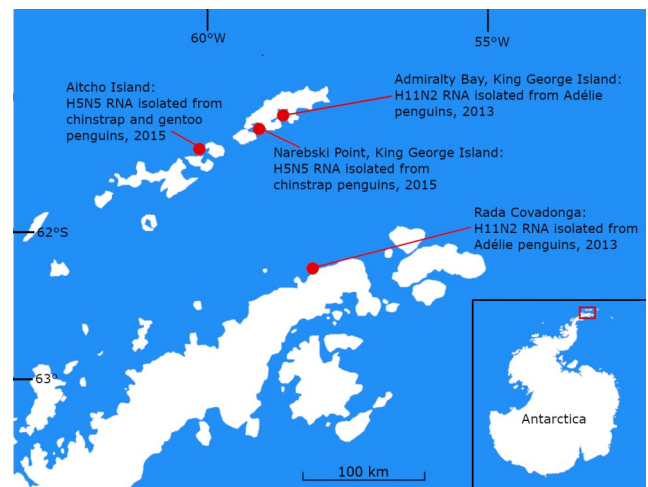 60°W
55°W
Aitcho Island:
H5N5 RNA isolated from
chinstrap and gentoo
penguins, 2015
Admiralty Bay, King George Island:
H11N2 RNA isolated from Adélie
penguins, 2013
Narebski Point, King George Island:
H5N5 RNA isolated from
chinstrap penguins, 2015
Rada Covadonga:
H11N2 RNA isolated from
Adélie penguins, 2013
62°S
63°
Antarctica
100 km